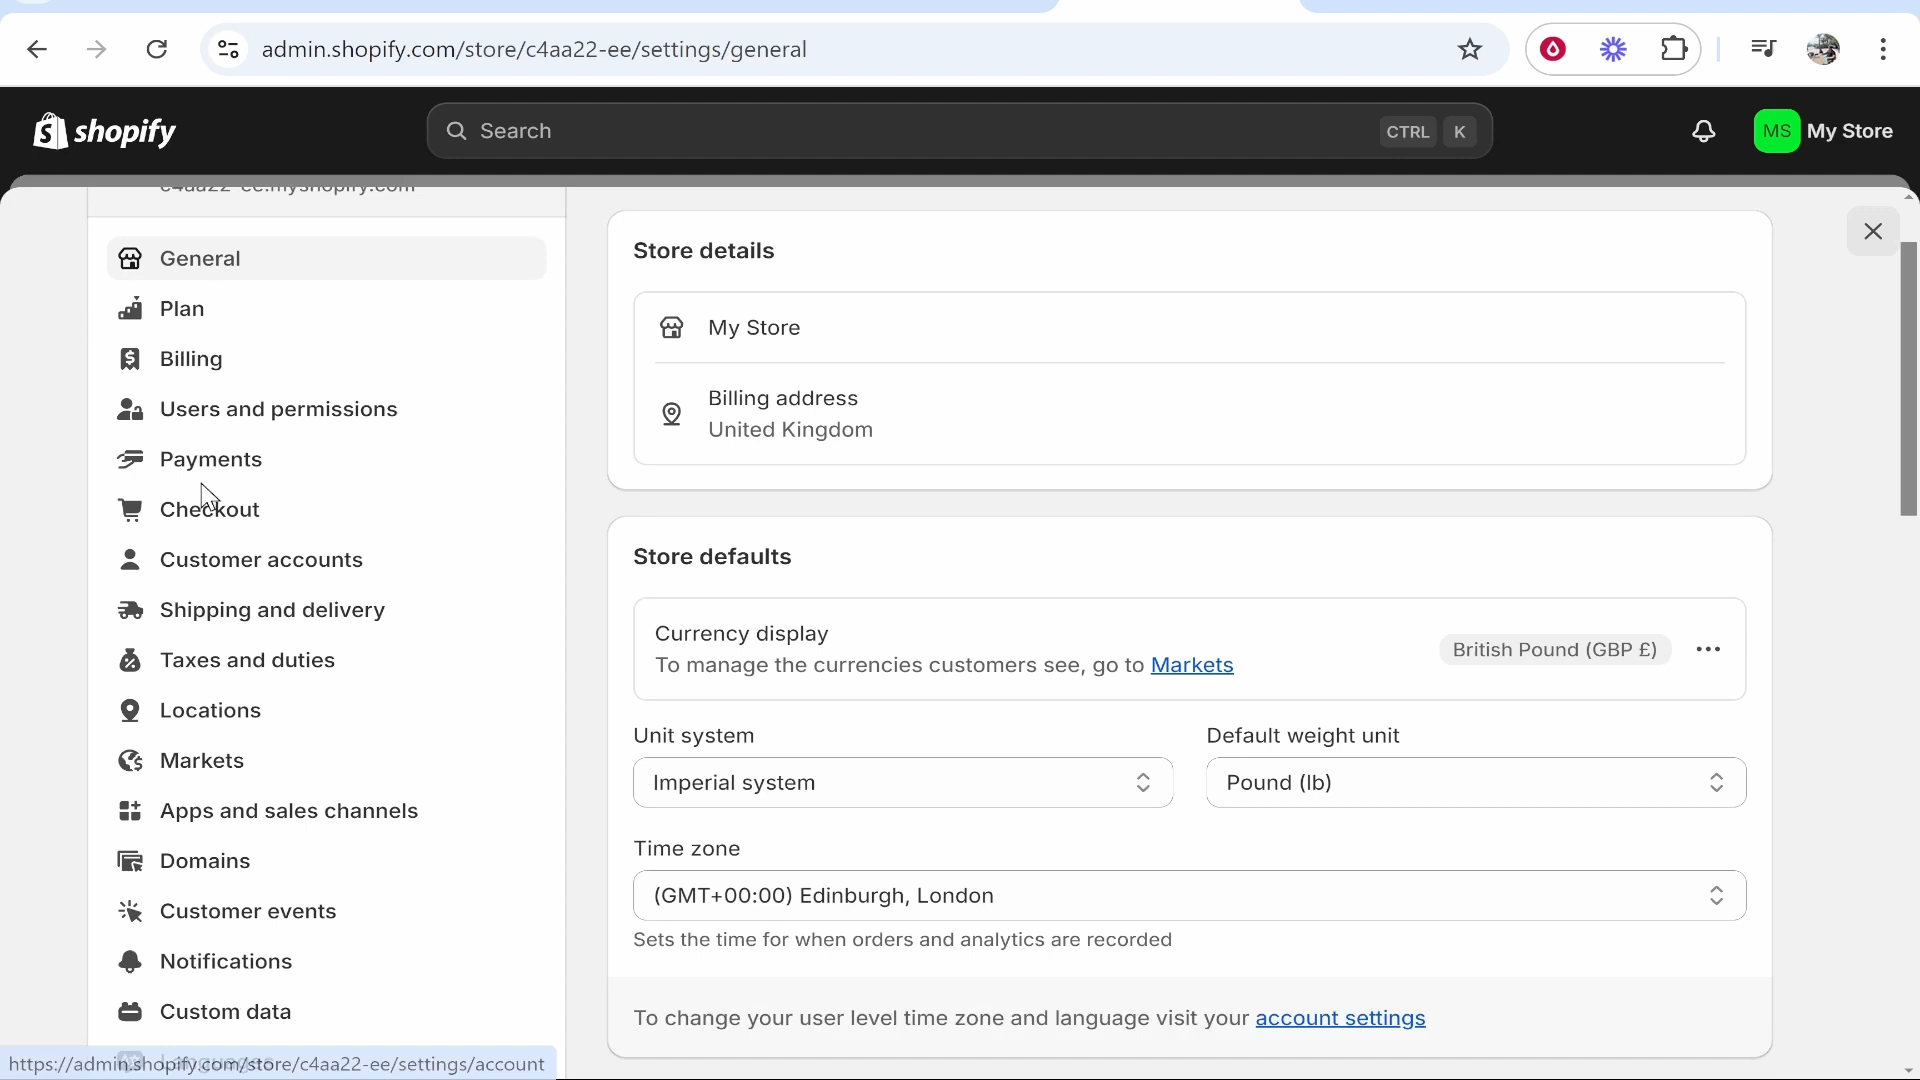 admin.shopify.com/store/c4aa22-ee/settings/general
shopify
Search
CTRL K
MS My Store
c4aa22-ee.myshopify.com
General
Plan
Billing
Users and permissions
Payments
Checkout
Customer accounts
Shipping and delivery
Taxes and duties
Locations
Markets
Apps and sales channels
Domains
Customer events
Notifications
Custom data
Languages
https://admin.shopify.com/store/c4aa22-ee/settings/account
Store details
My Store
Billing address
United Kingdom
Store defaults
Currency display
To manage the currencies customers see, go to Markets
British Pound (GBP £)
Unit system
Imperial system
Default weight unit
Pound (lb)
Time zone
(GMT+00:00) Edinburgh, London
Sets the time for when orders and analytics are recorded
To change your user level time zone and language visit your account settings